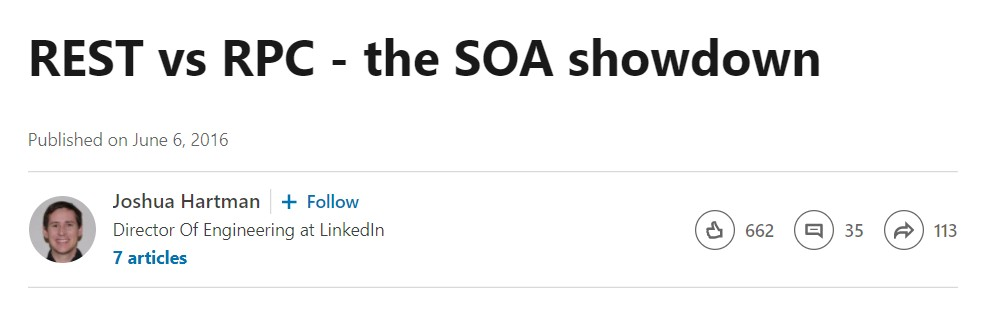 REST vs RPC - the SOA showdown
Published on June 6, 2016
Joshua Hartman + Follow
Director Of Engineering at LinkedIn
7 articles
662 35 113